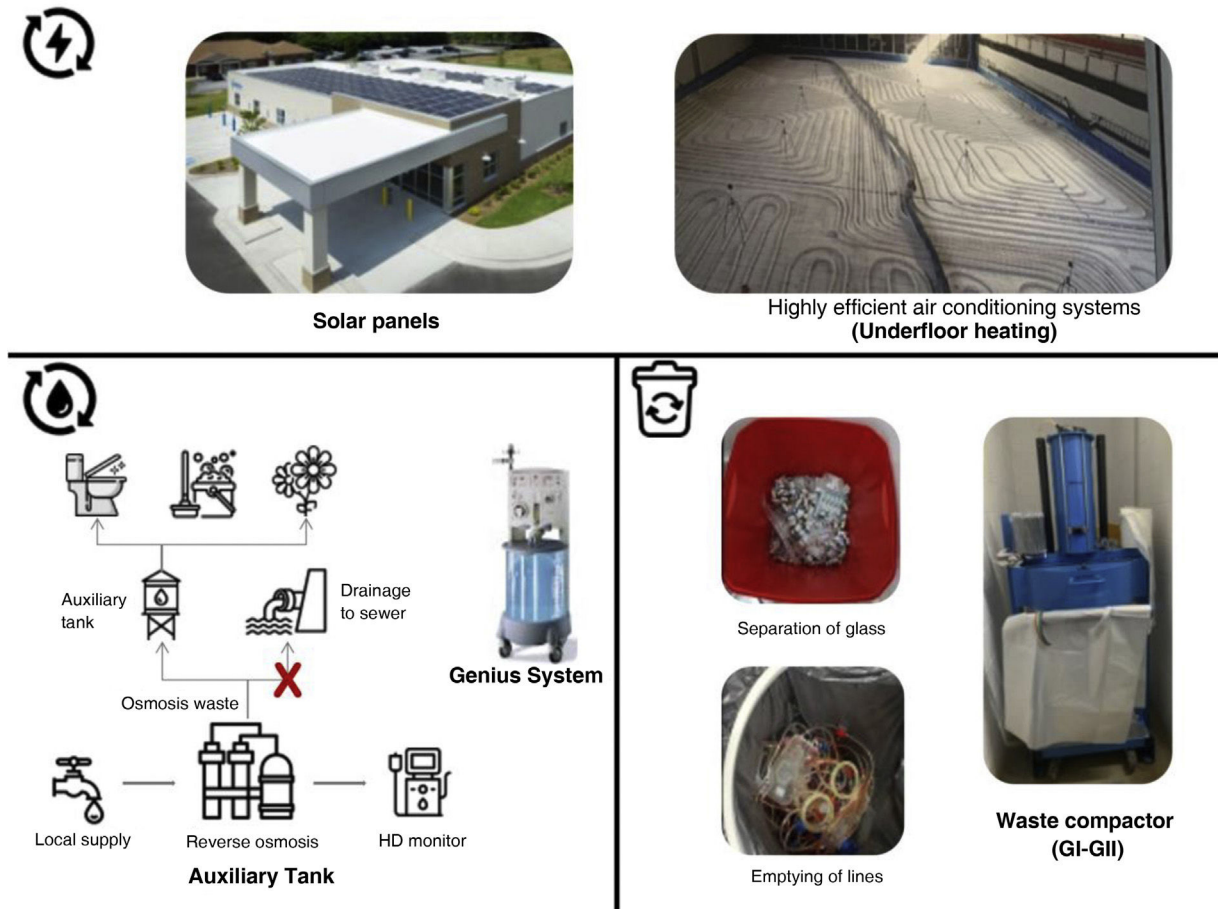 Solar panels
Highly efficient air conditioning systems
(Underfloor heating)
Auxiliary
tank
Drainage
to sewer
Genius System
Osmosis waste
Local supply
Reverse osmosis
HD monitor
Auxiliary Tank
Separation of glass
Emptying of lines
Waste compactor
(GI-GII)